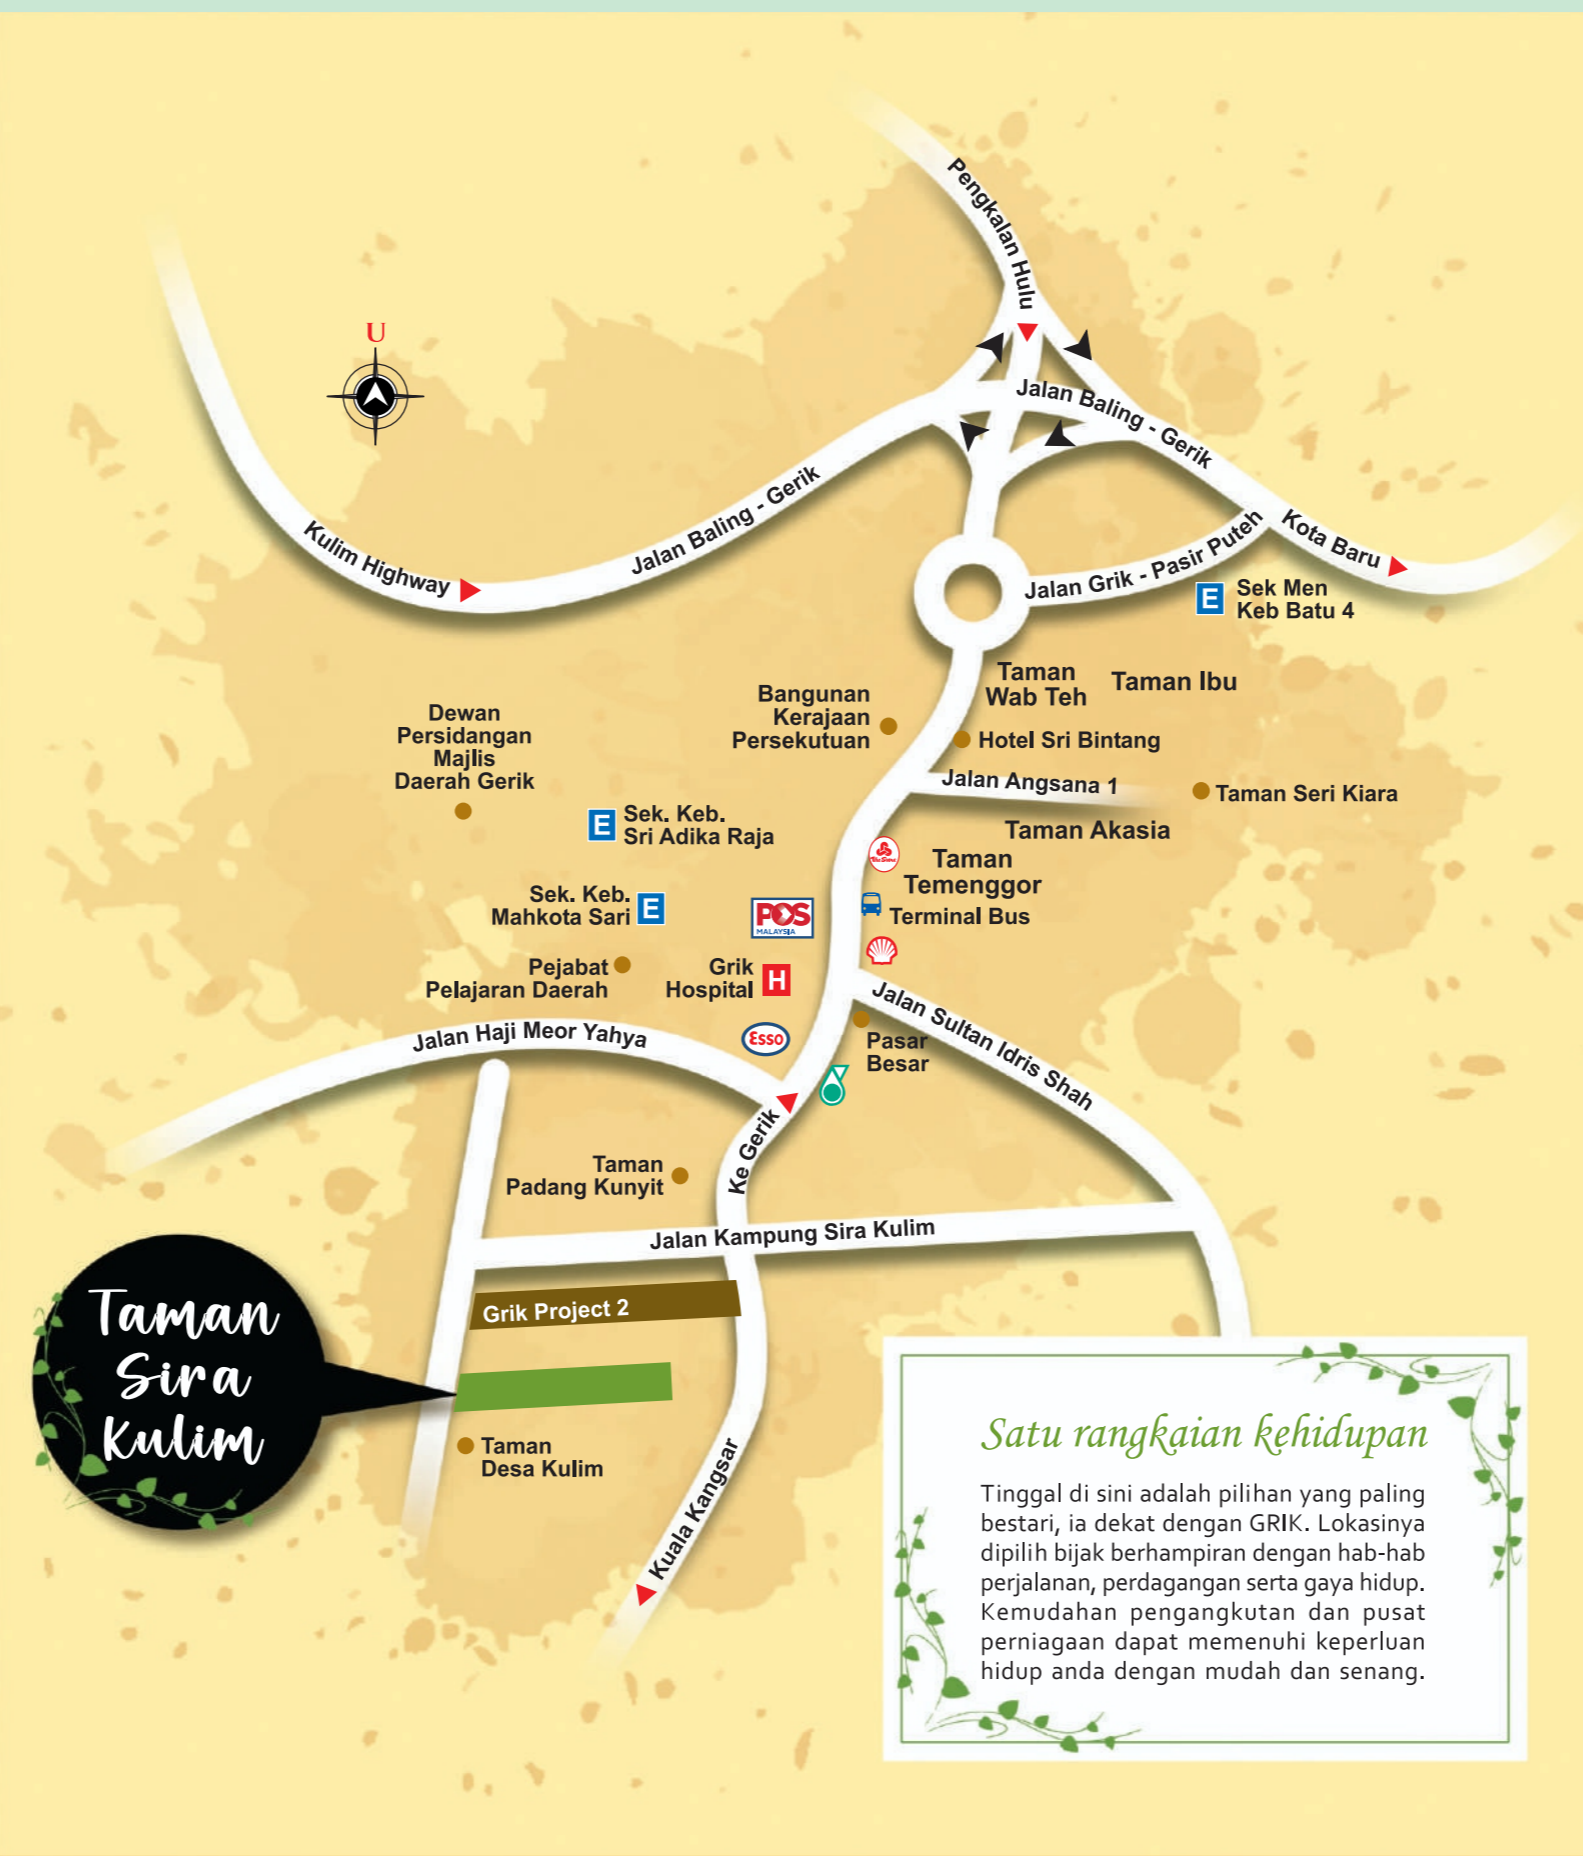 Pengkalan Hulu
U
Jalan Baling - Gerik
Jalan Baling - Gerik
Kulim Highway
Kota Baru
Jalan Grik - Pasir Puteh
E
Sek Men
Keb Batu 4
Taman
Wab Teh
Taman Ibu
Bangunan
Kerajaan
Persekutuan
Hotel Sri Bintang
Dewan
Persidangan
Majlis
Daerah Gerik
Jalan Angsana 1
Taman Seri Kiara
E
Sek. Keb.
Sri Adika Raja
Taman Akasia
The Store
Taman
Temenggor
Sek. Keb.
Mahkota Sari
E
POS
MALAYSIA
Terminal Bus
Pejabat
Pelajaran Daerah
Grik
Hospital
H
Jalan Sultan Idris Shah
Jalan Haji Meor Yahya
Esso
Pasar
Besar
Ke Gerik
Taman
Padang Kunyit
Jalan Kampung Sira Kulim
Grik Project 2
Taman
Sira
Kulim
Taman
Desa Kulim
Kuala Kangsar
Satu rangkaian kehidupan
Tinggal di sini adalah pilihan yang paling
bestari, ia dekat dengan GRIK. Lokasinya
dipilih bijak berhampiran dengan hab-hab
perjalanan, perdagangan serta gaya hidup.
Kemudahan pengangkutan dan pusat
perniagaan dapat memenuhi keperluan
hidup anda dengan mudah dan senang.